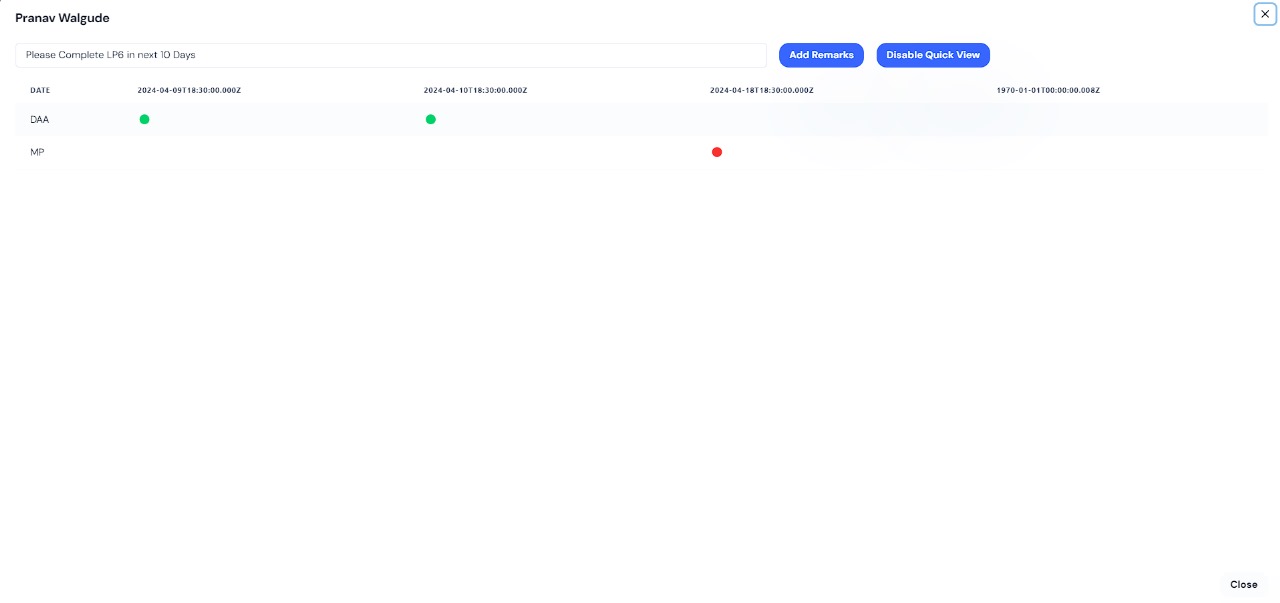 Pranav Walgude
Please Complete LP6 in next 10 Days
Add Remarks
Disable Quick View
DATE 2024-04-09T18:30:00.000Z 2024-04-10T18:30:00.000Z 2024-04-18T18:30:00.000Z 1970-01-01T00:00:00.008Z
DAA
MP
Close